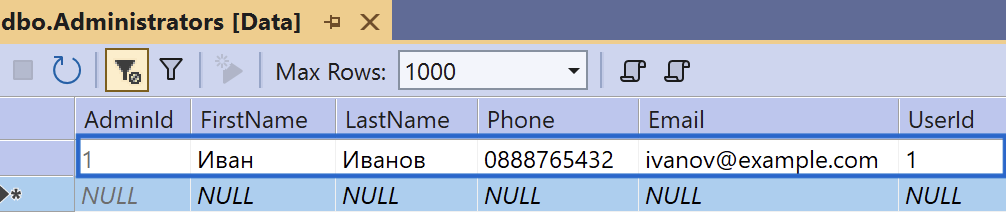 dbo.Administrators [Data]
Max Rows: 1000
AdminId FirstName LastName Phone Email UserId
1 Иван Иванов 0888765432 ivanov@example.com 1
NULL NULL NULL NULL NULL NULL